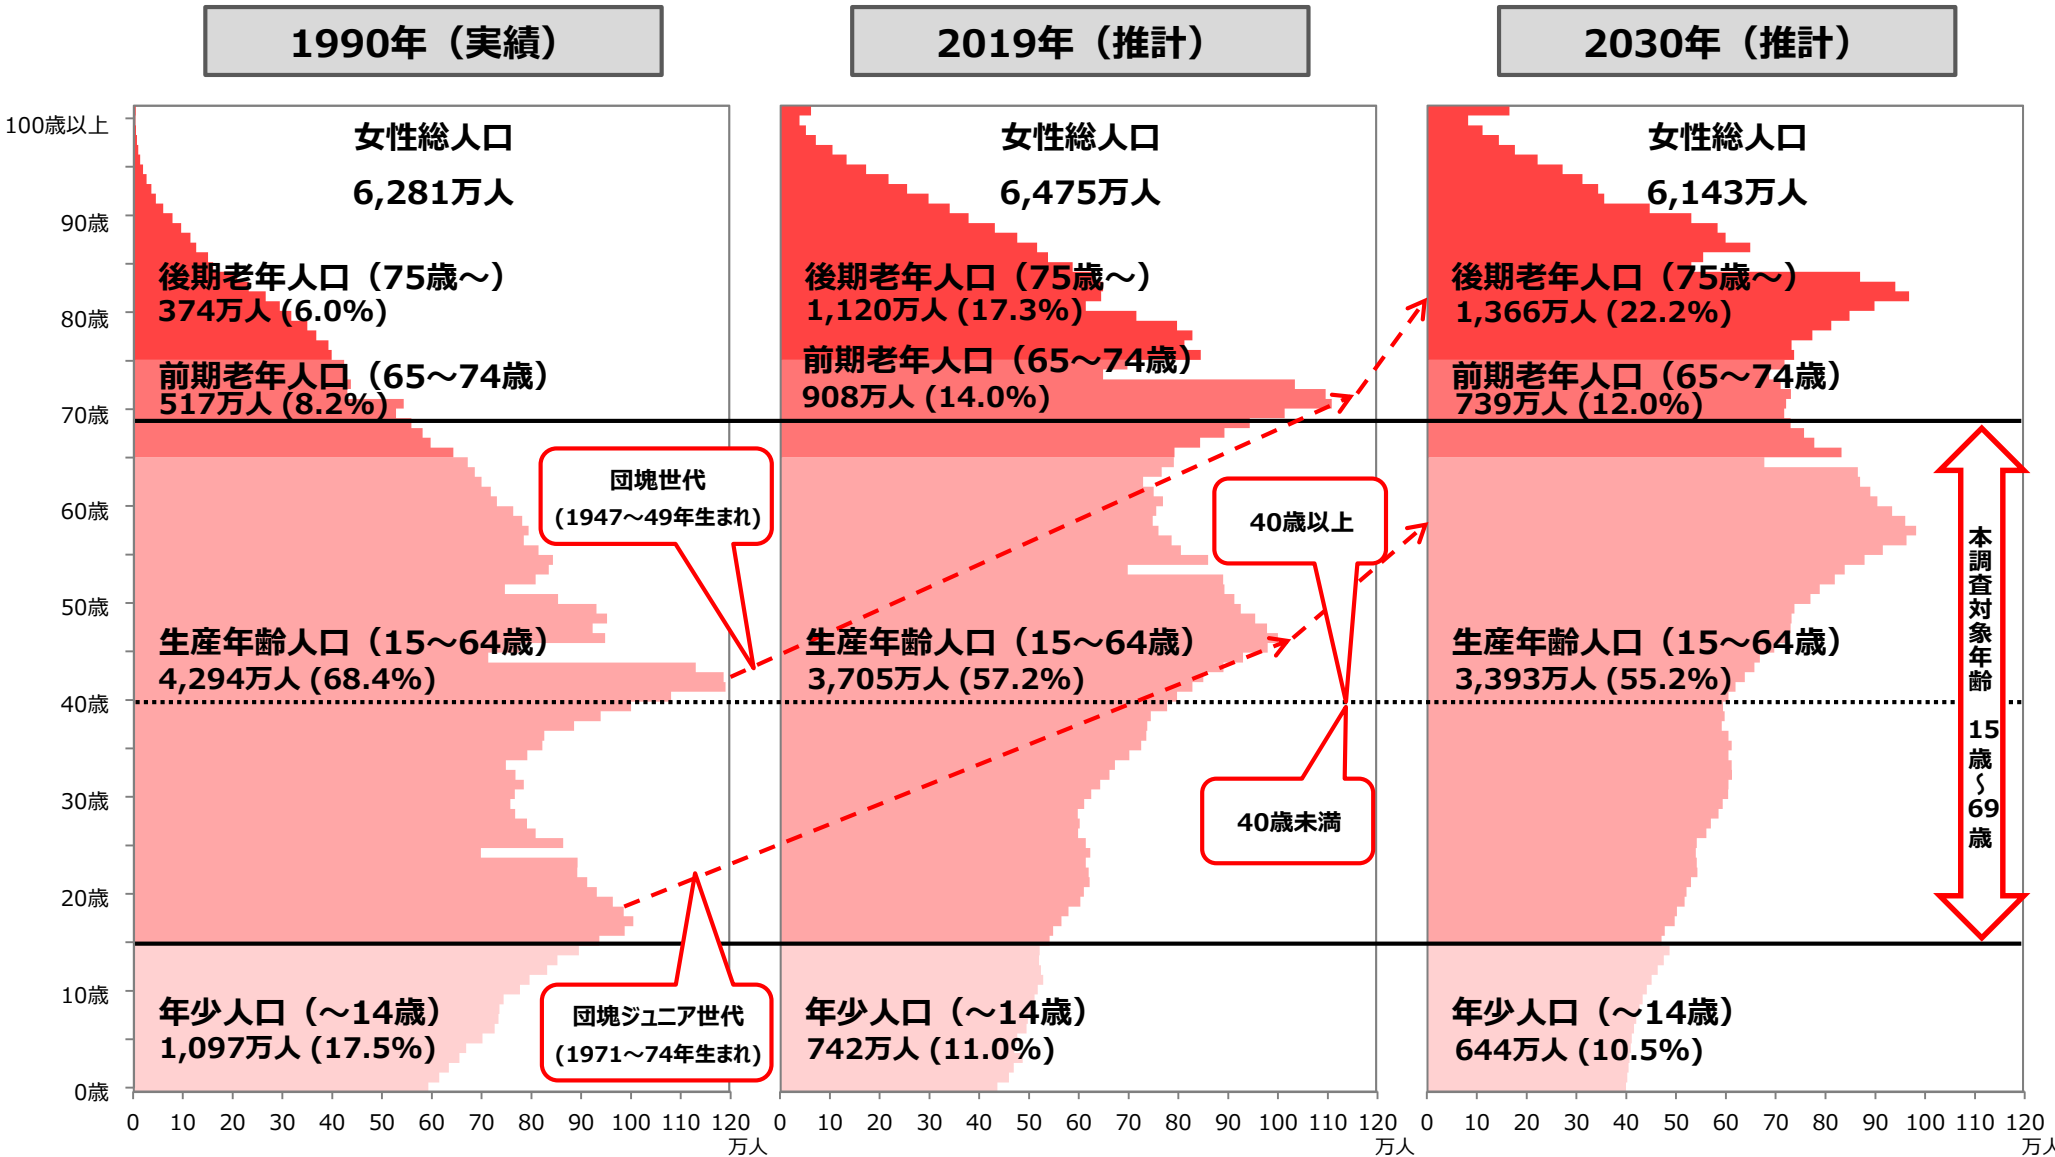 1990年（実績）
2019年（推計）
2030年（推計）
100歳以上
90歳
80歳
70歳
60歳
50歳
40歳
30歳
20歳
10歳
0歳
女性総人口
6,281万人
後期老年人口（75歳～）
374万人 (6.0%)
前期老年人口（65～74歳）
517万人 (8.2%)
生産年齢人口（15～64歳）
4,294万人 (68.4%)
年少人口（～14歳）
1,097万人 (17.5%)
0 10 20 30 40 50 60 70 80 90 100 110 120
万人
団塊世代
(1947～49年生まれ)
団塊ジュニア世代
(1971～74年生まれ)
女性総人口
6,475万人
後期老年人口（75歳～）
1,120万人 (17.3%)
前期老年人口（65～74歳）
908万人 (14.0%)
生産年齢人口（15～64歳）
3,705万人 (57.2%)
年少人口（～14歳）
742万人 (11.0%)
0 10 20 30 40 50 60 70 80 90 100 110 120
万人
40歳以上
40歳未満
女性総人口
6,143万人
後期老年人口（75歳～）
1,366万人 (22.2%)
前期老年人口（65～74歳）
739万人 (12.0%)
生産年齢人口（15～64歳）
3,393万人 (55.2%)
年少人口（～14歳）
644万人 (10.5%)
0 10 20 30 40 50 60 70 80 90 100 110 120
万人
本調査対象年齢　15歳～69歳